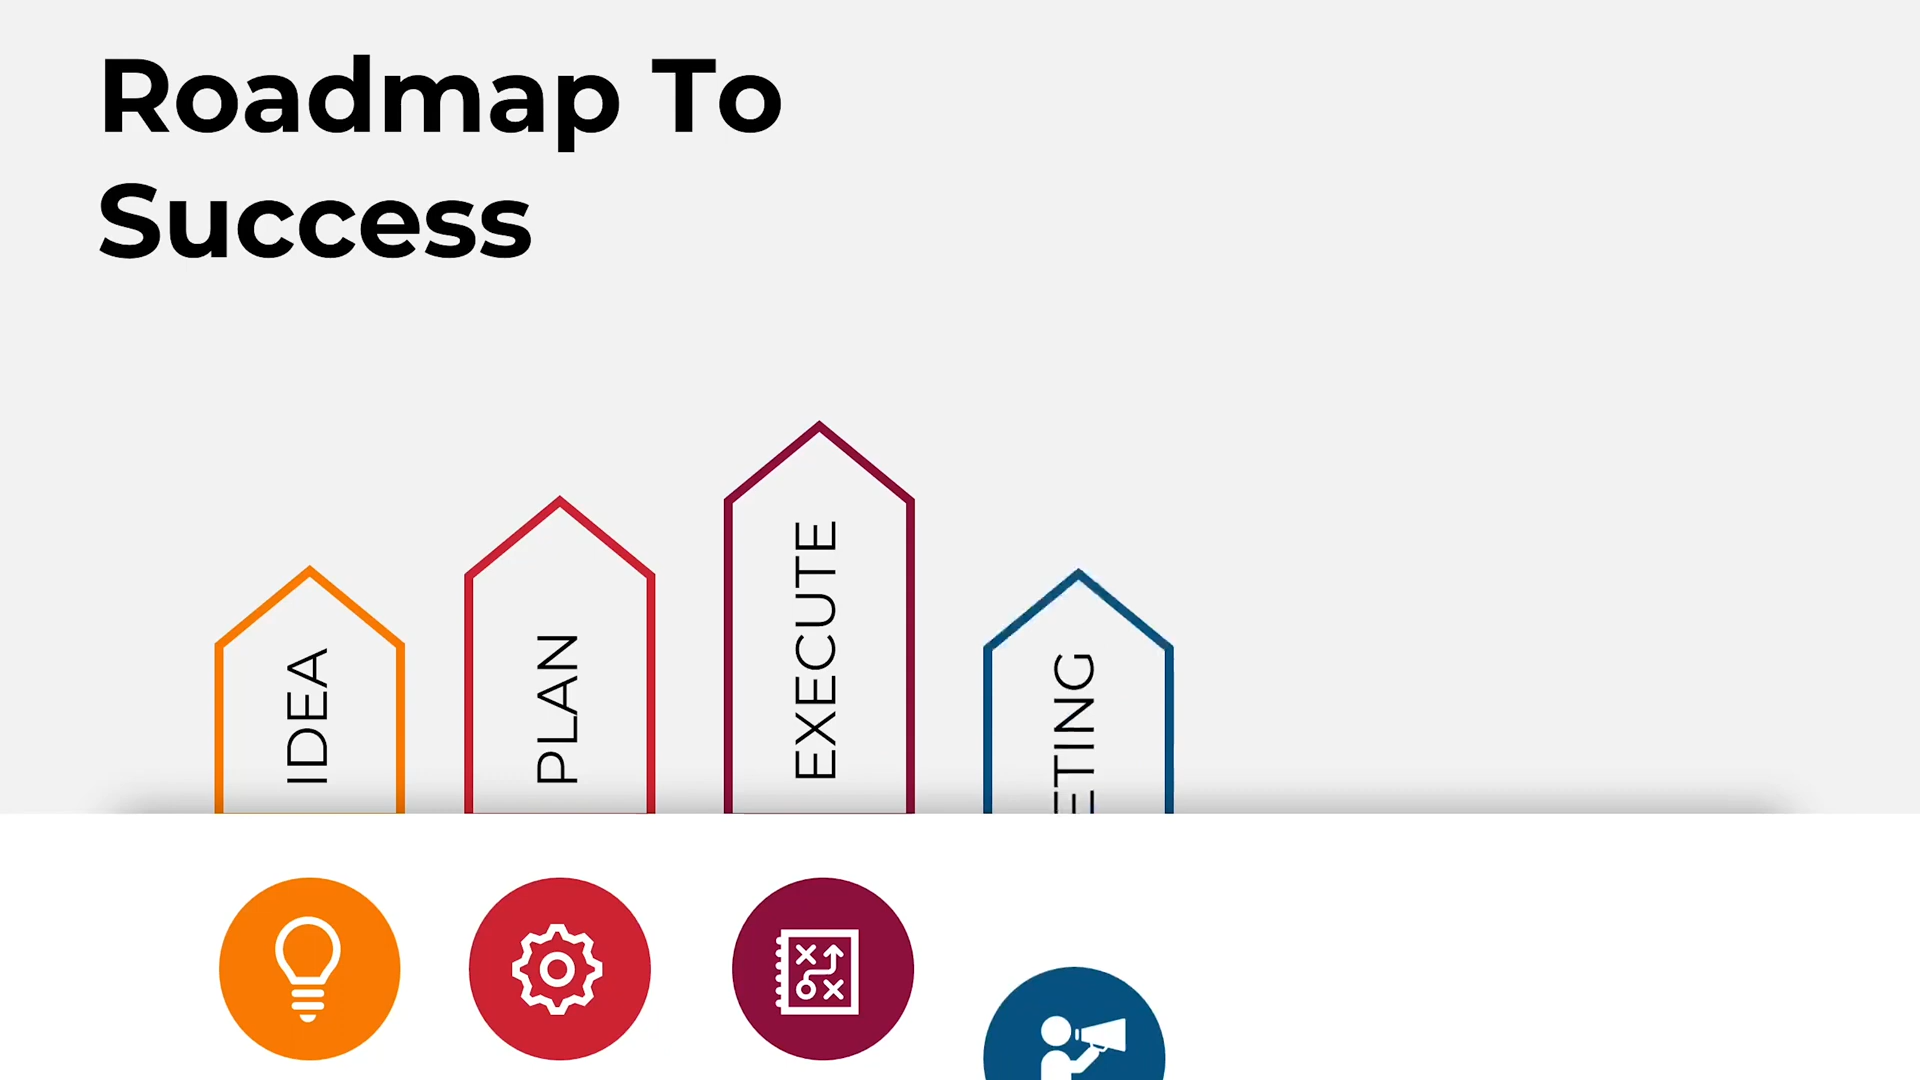 Roadmap To
Success
IDEA
PLAN
EXECUTE
ETING